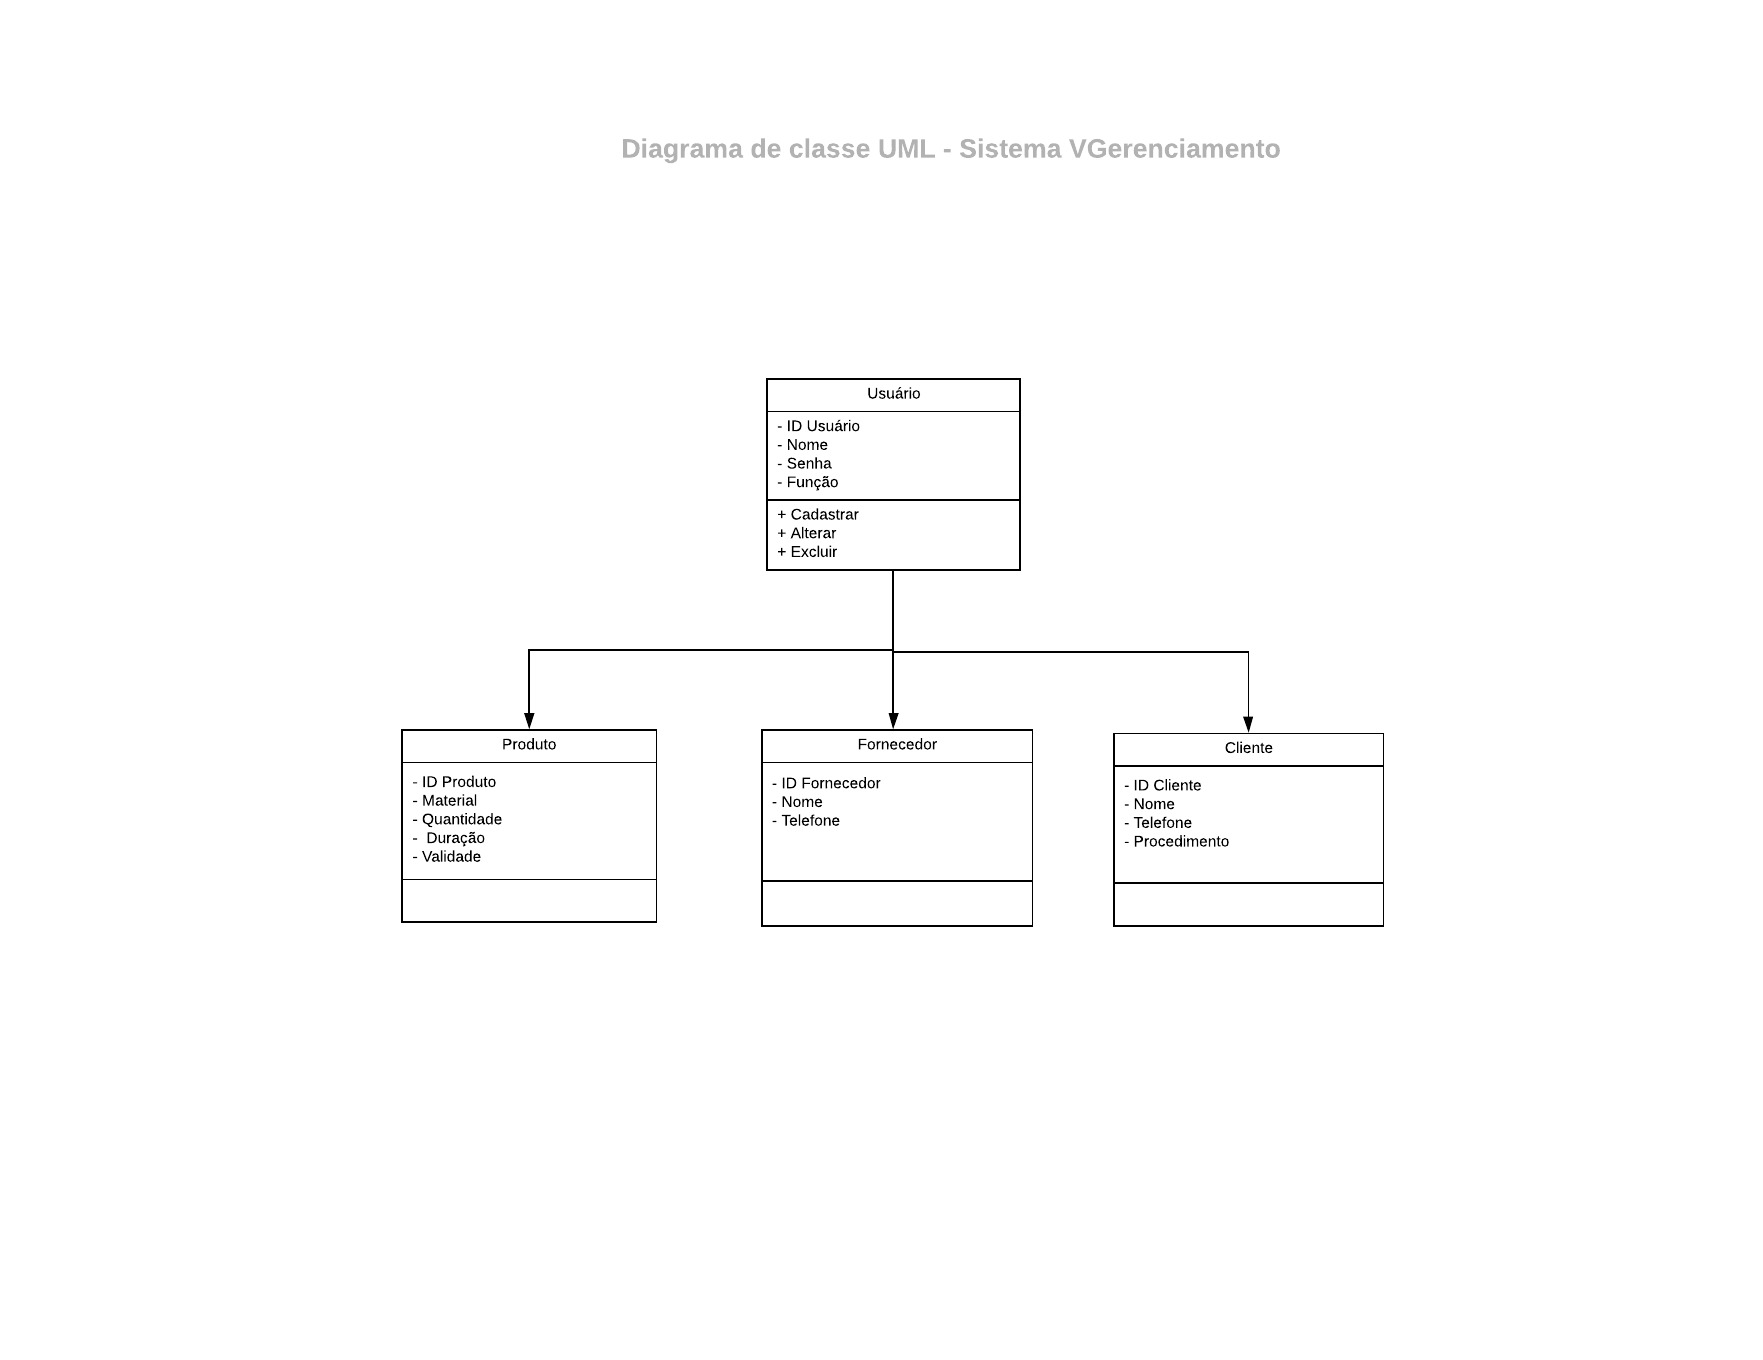 Diagrama de classe UML - Sistema VGerenciamento
Usuário
- ID Usuário
- Nome
- Senha
- Função
+ Cadastrar
+ Alterar
+ Excluir
Produto
- ID Produto
- Material
- Quantidade
- Duração
- Validade
Fornecedor
- ID Fornecedor
- Nome
- Telefone
Cliente
- ID Cliente
- Nome
- Telefone
- Procedimento